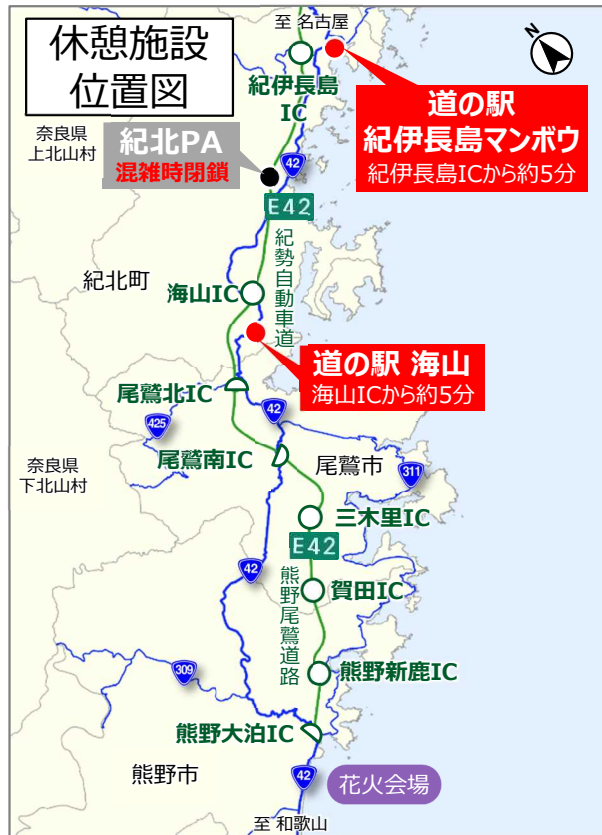 休憩施設
位置図
至 名古屋
N
紀伊長島
IC
道の駅
紀伊長島マンボウ
紀伊長島ICから約5分
奈良県
上北山村
紀北PA
混雑時閉鎖
42
E42
紀勢自動車道
紀北町
海山IC
道の駅 海山
海山ICから約5分
尾鷲北IC
42
425
尾鷲南IC
尾鷲市
311
奈良県
下北山村
三木里IC
E42
42
熊野尾鷲道路
賀田IC
309
熊野新鹿IC
熊野大泊IC
熊野市
42
花火会場
至 和歌山